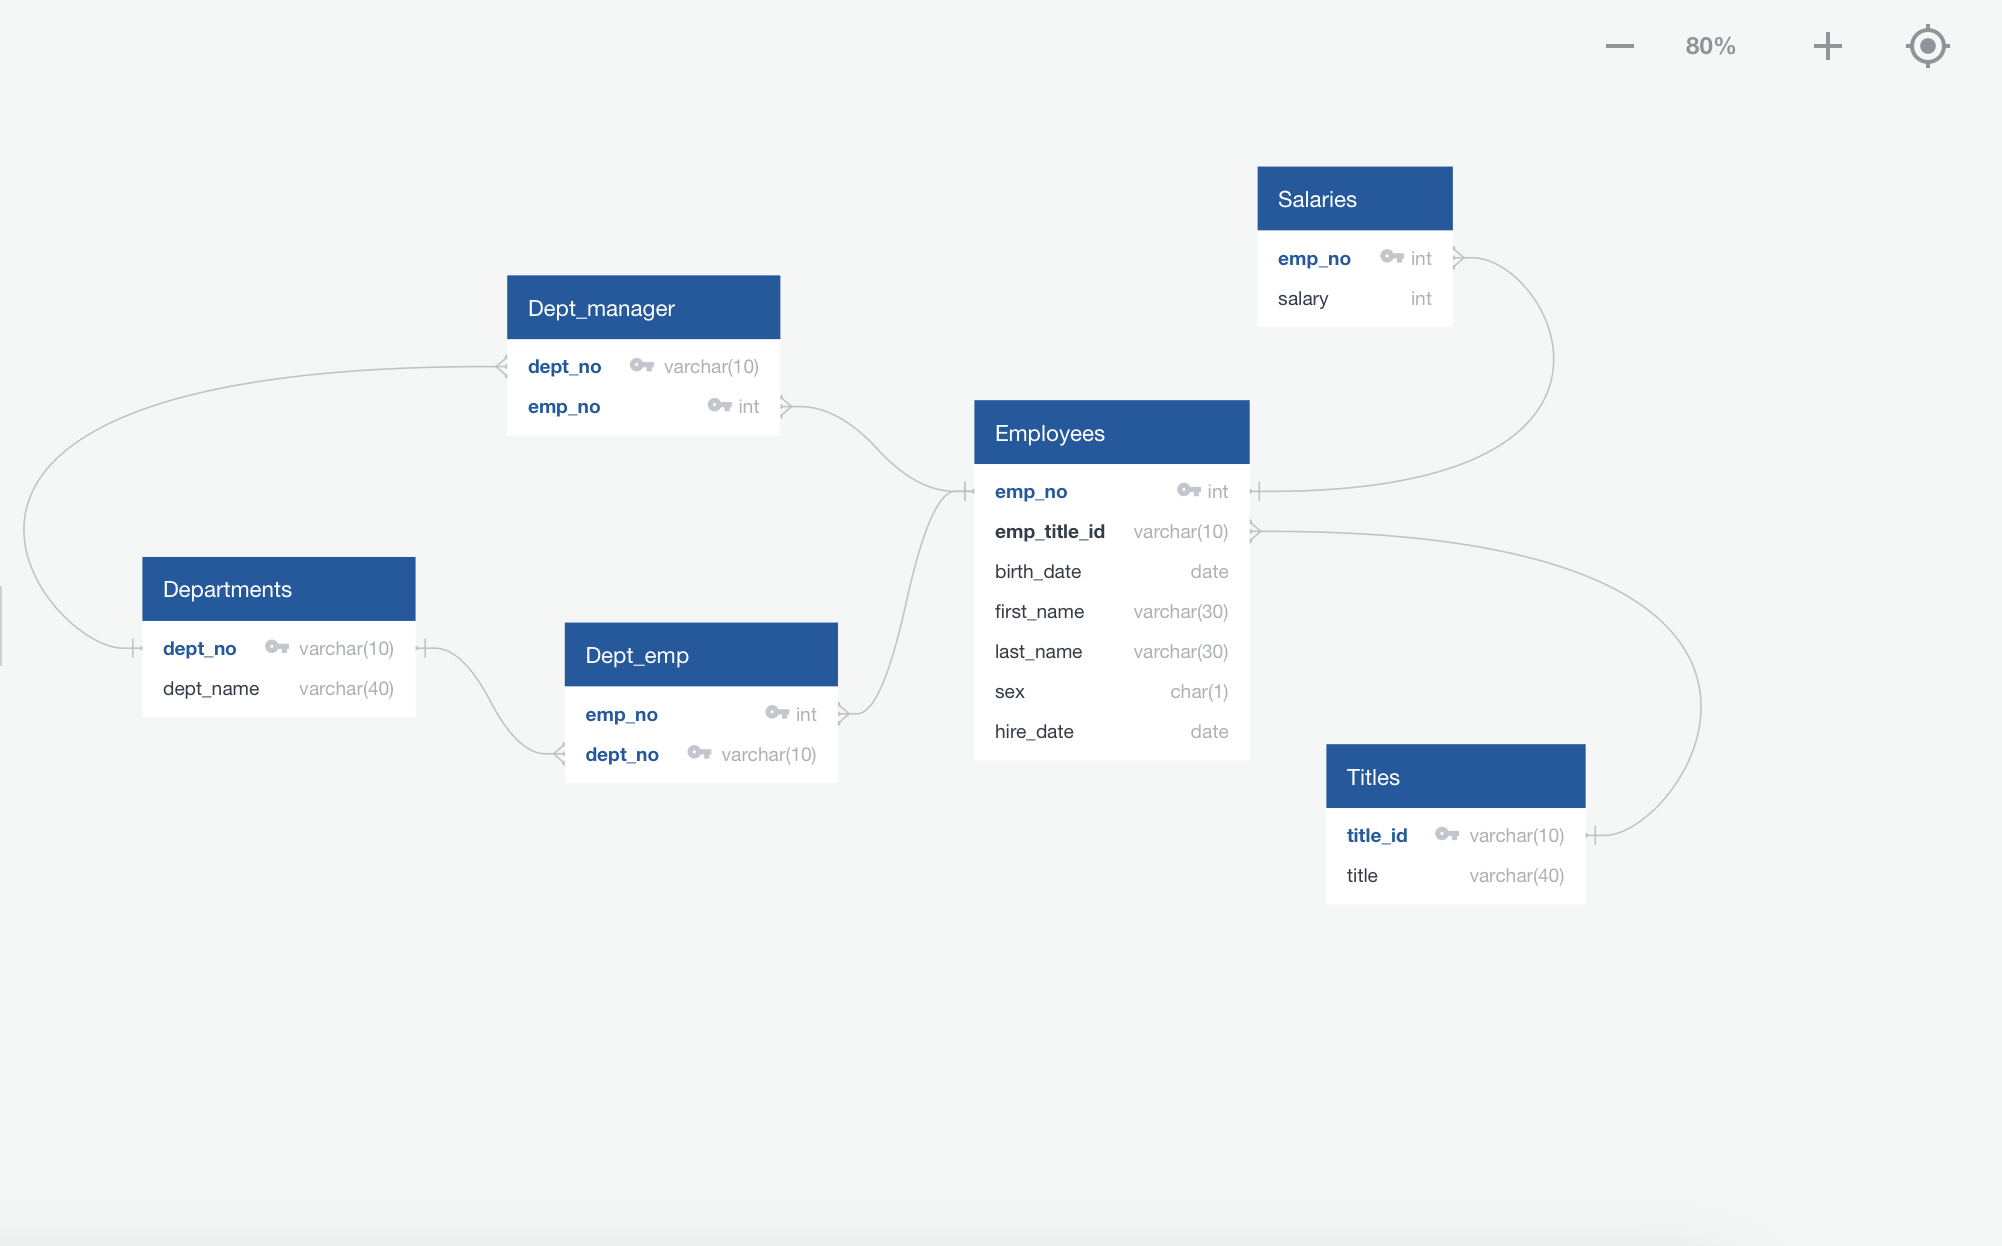 80%
Salaries
emp_no int
salary int
Dept_manager
dept_no varchar(10)
emp_no int
Employees
emp_no int
emp_title_id varchar(10)
birth_date date
first_name varchar(30)
last_name varchar(30)
sex char(1)
hire_date date
Departments
dept_no varchar(10)
dept_name varchar(40)
Dept_emp
emp_no int
dept_no varchar(10)
Titles
title_id varchar(10)
title varchar(40)